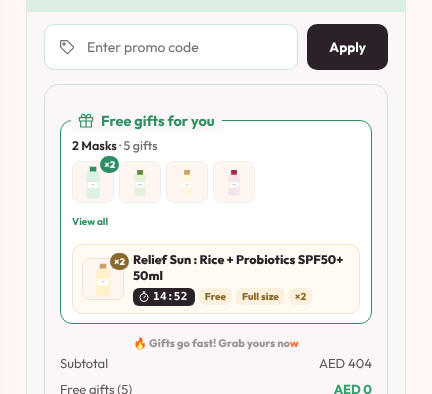 Enter promo code
Apply
Free gifts for you
2 Masks · 5 gifts
×2
View all
×2
Relief Sun : Rice + Probiotics SPF50+
50ml
14:52
Free
Full size
×2
🔥 Gifts go fast! Grab yours now
Subtotal
AED 404
Free gifts (5)
AED 0